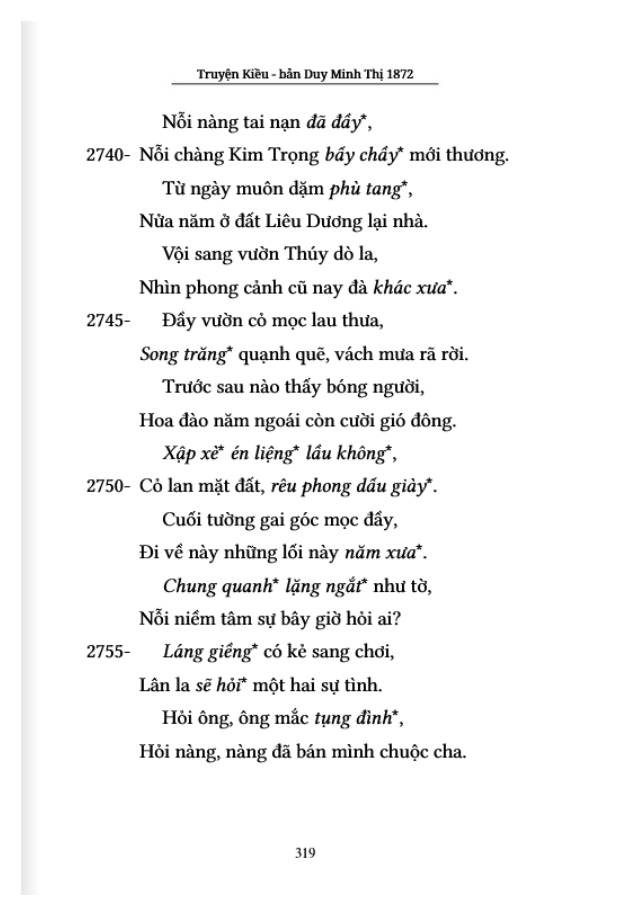 Truyện Kiều - bản Duy Minh Thị 1872
Nỗi nàng tai nạn đã đầy*,
2740- Nỗi chàng Kim Trọng bấy chầy* mới thương.
Từ ngày muôn dặm phù tang*,
Nửa năm ở đất Liêu Dương lại nhà.
Vội sang vườn Thúy dò la,
Nhìn phong cảnh cũ nay đà khác xưa*.
2745- Đầy vườn cỏ mọc lau thưa,
Song trăng* quạnh quẽ, vách mưa rã rời.
Trước sau nào thấy bóng người,
Hoa đào năm ngoái còn cười gió đông.
Xập xè* én liệng* lầu không*,
2750- Cỏ lan mặt đất, rêu phong dấu giày*.
Cuối tường gai góc mọc đầy,
Đi về này những lối này năm xưa*.
Chung quanh* lặng ngắt* như tờ,
Nỗi niềm tâm sự bây giờ hỏi ai?
2755- Láng giềng* có kẻ sang chơi,
Lân la sẽ hỏi* một hai sự tình.
Hỏi ông, ông mắc tụng đình*,
Hỏi nàng, nàng đã bán mình chuộc cha.
319